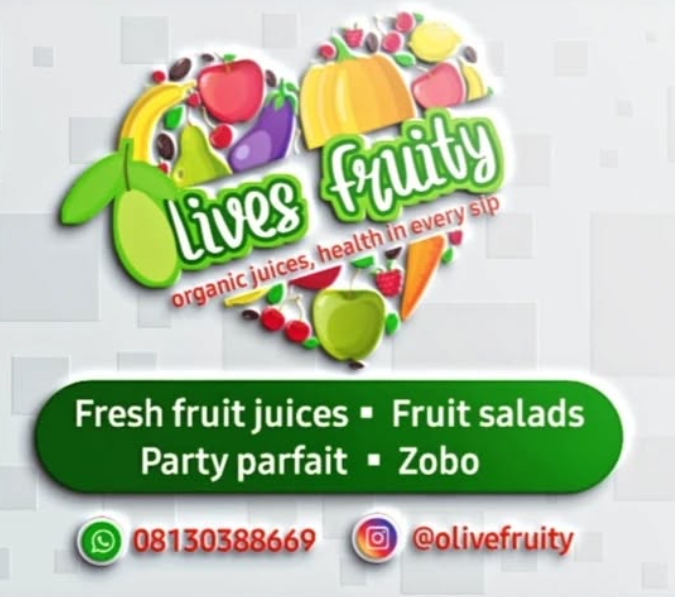 Olives fruity
organic juices, health in every sip
Fresh fruit juices ▪ Fruit salads
Party parfait ▪ Zobo
08130388669 @olivefruity